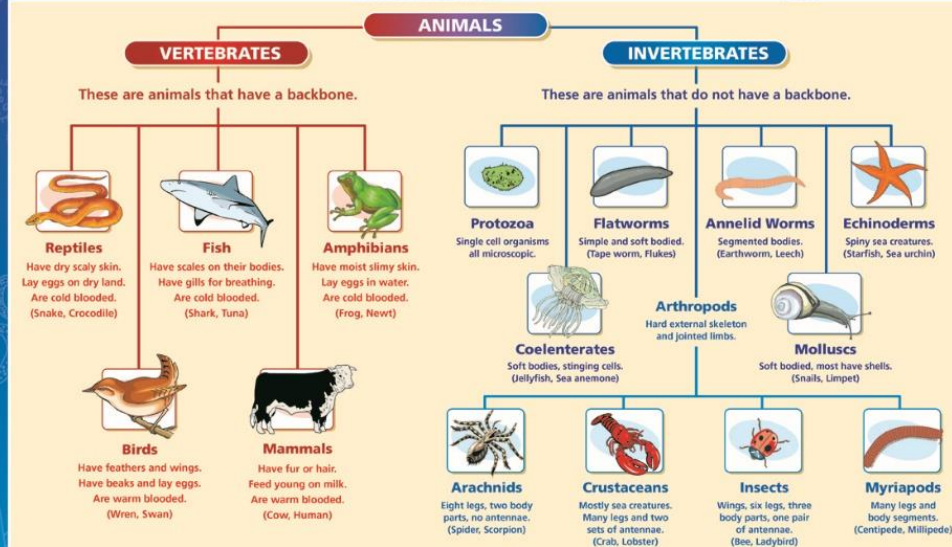 ANIMALS
VERTEBRATES
These are animals that have a backbone.
Reptiles
Have dry scaly skin.
Lay eggs on dry land.
Are cold blooded.
(Snake, Crocodile)
Fish
Have scales on their bodies.
Have gills for breathing.
Are cold blooded.
(Shark, Tuna)
Amphibians
Have moist slimy skin.
Lay eggs in water.
Are cold blooded.
(Frog, Newt)
Birds
Have feathers and wings.
Have beaks and lay eggs.
Are warm blooded.
(Wren, Swan)
Mammals
Have fur or hair.
Feed young on milk.
Are warm blooded.
(Cow, Human)
INVERTEBRATES
These are animals that do not have a backbone.
Protozoa
Single cell organisms
all microscopic.
Flatworms
Simple and soft bodied.
(Tape worm, Flukes)
Annelid Worms
Segmented bodies.
(Earthworm, Leech)
Echinoderms
Spiny sea creatures.
(Starfish, Sea urchin)
Coelenterates
Soft bodies, stinging cells.
(Jellyfish, Sea anemone)
Arthropods
Hard external skeleton
and jointed limbs.
Molluscs
Soft bodied, most have shells.
(Snails, Limpet)
Arachnids
Eight legs, two body
parts, no antennae.
(Spider, Scorpion)
Crustaceans
Mostly sea creatures.
Many legs and two
sets of antennae.
(Crab, Lobster)
Insects
Wings, six legs, three
body parts, one pair
of antennae.
(Bee, Ladybird)
Myriapods
Many legs and
body segments.
(Centipede, Millipede)